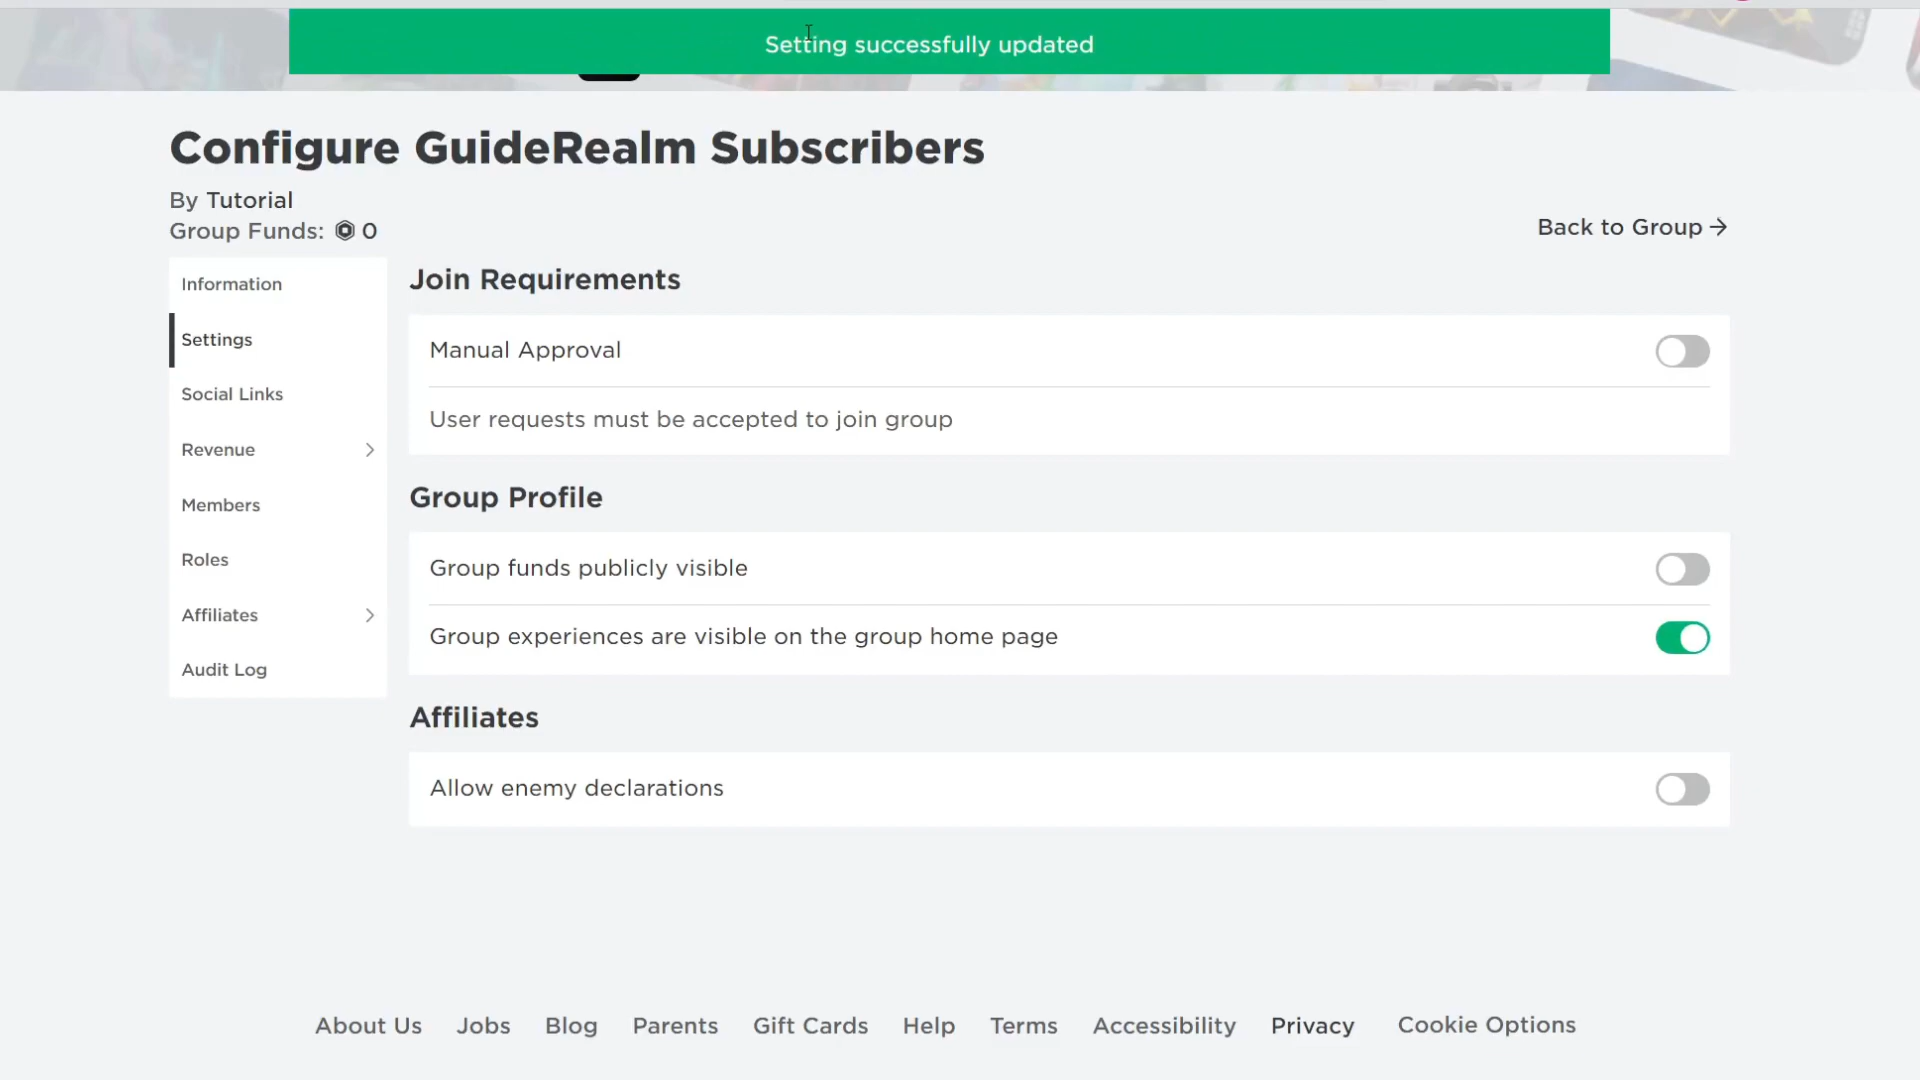 Setting successfully updated
Configure GuideRealm Subscribers
By Tutorial
Group Funds: 0
Back to Group
Information
Settings
Social Links
Revenue
Members
Roles
Affiliates
Audit Log
Join Requirements
Manual Approval
User requests must be accepted to join group
Group Profile
Group funds publicly visible
Group experiences are visible on the group home page
Affiliates
Allow enemy declarations
About Us Jobs Blog Parents Gift Cards Help Terms Accessibility Privacy Cookie Options